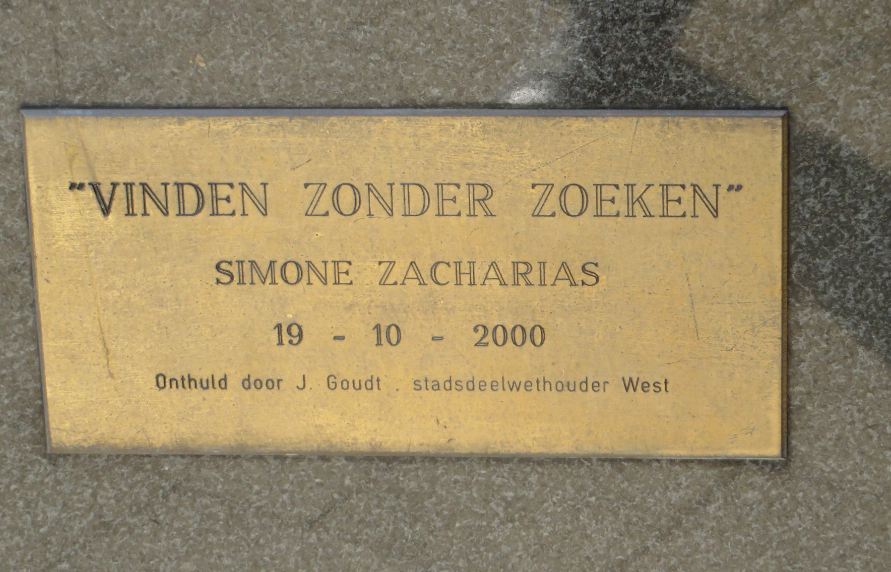 "VINDEN ZONDER ZOEKEN"
SIMONE ZACHARIAS
19 - 10 - 2000
Onthuld door J. Goudt . stadsdeelwethouder West